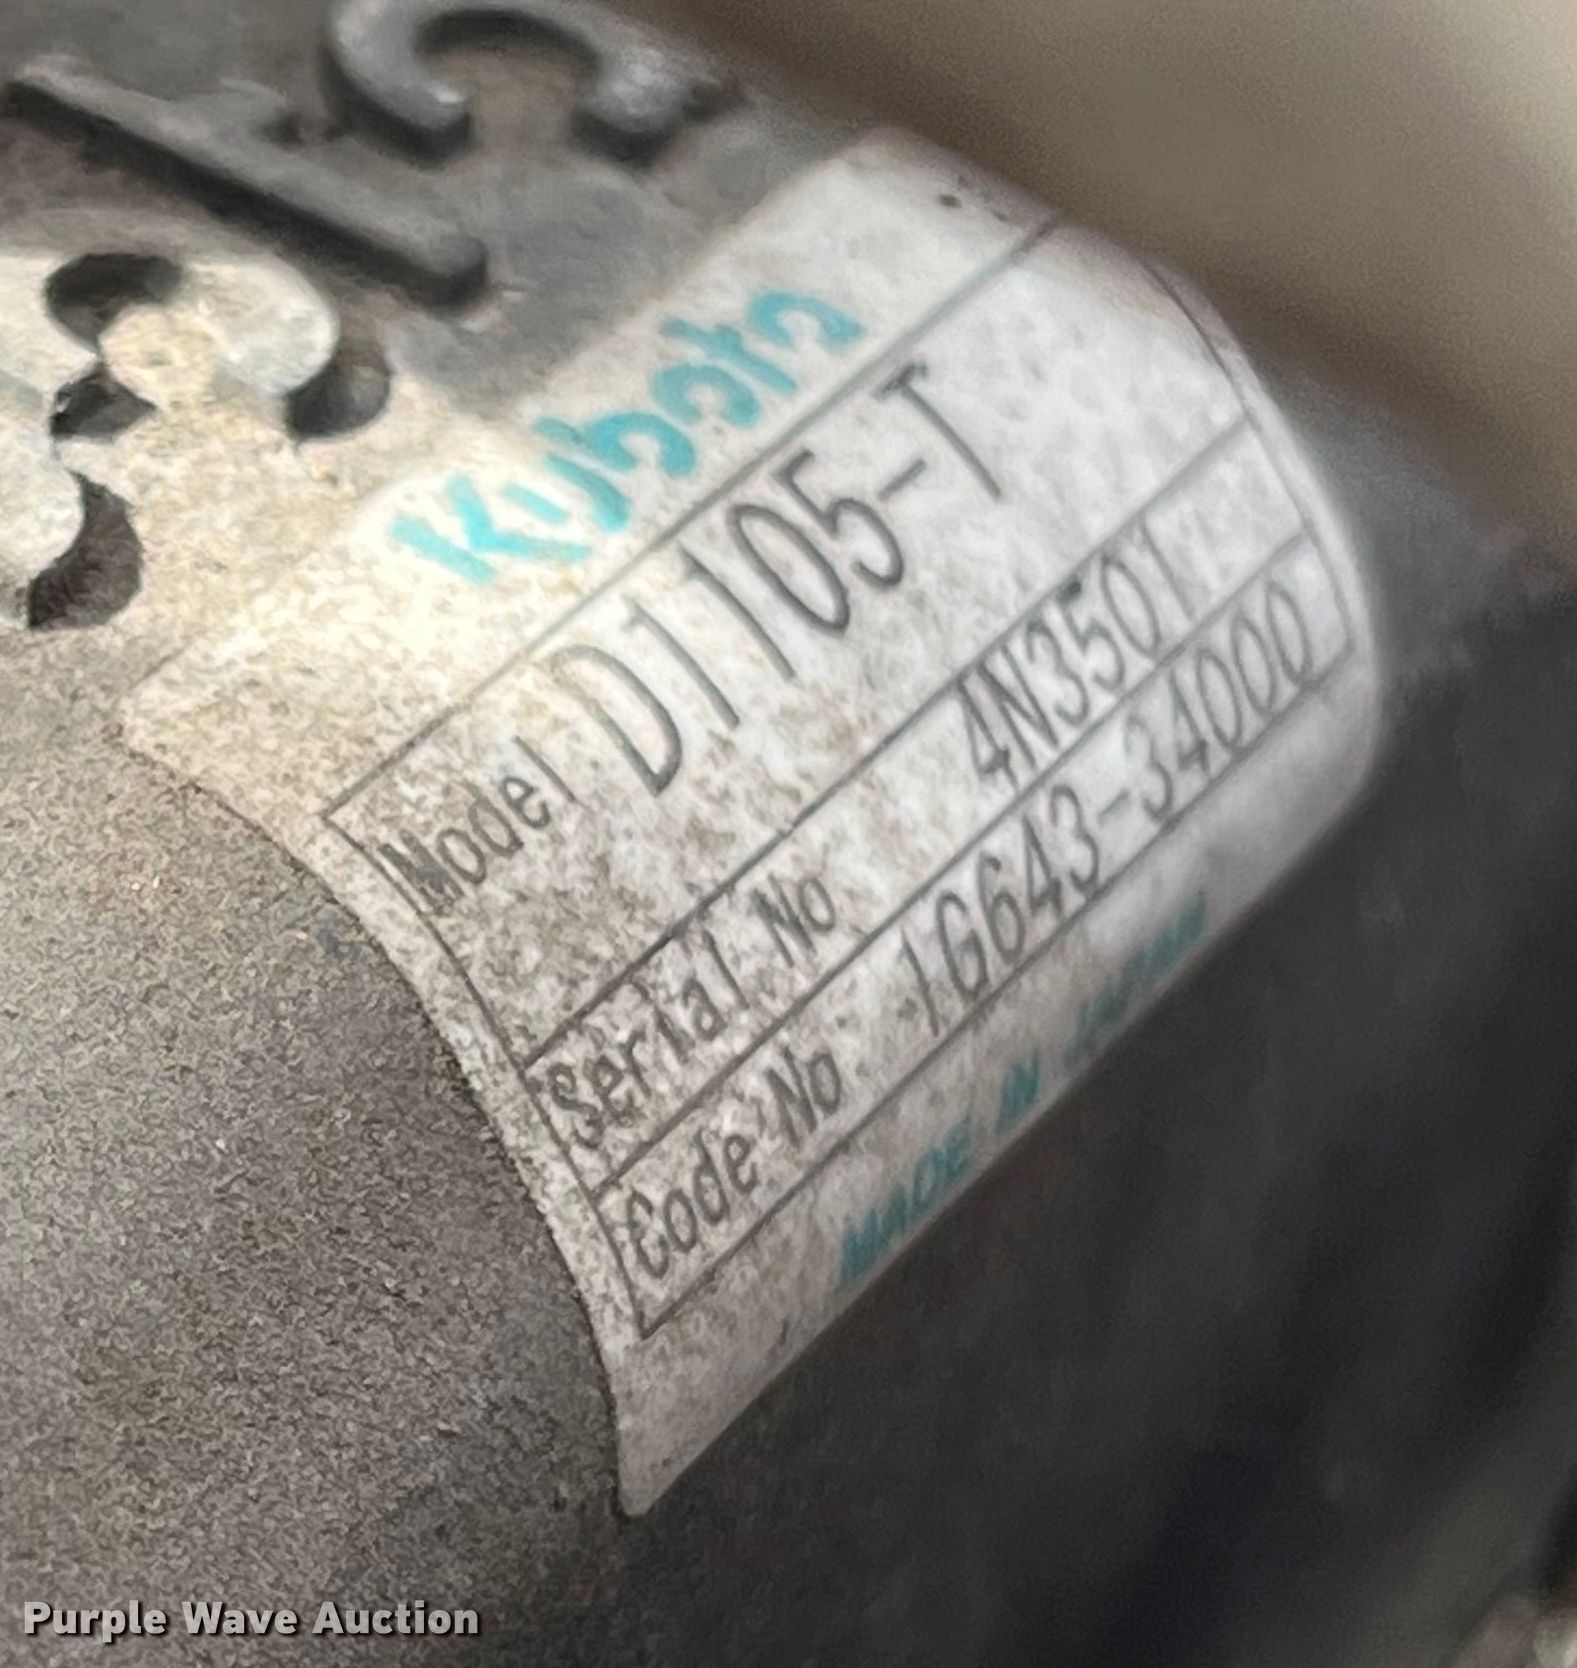 Kubota
Model D1105-T
Serial No 4N3501
Code No 1G643-34000
MADE IN JAPAN
Purple Wave Auction